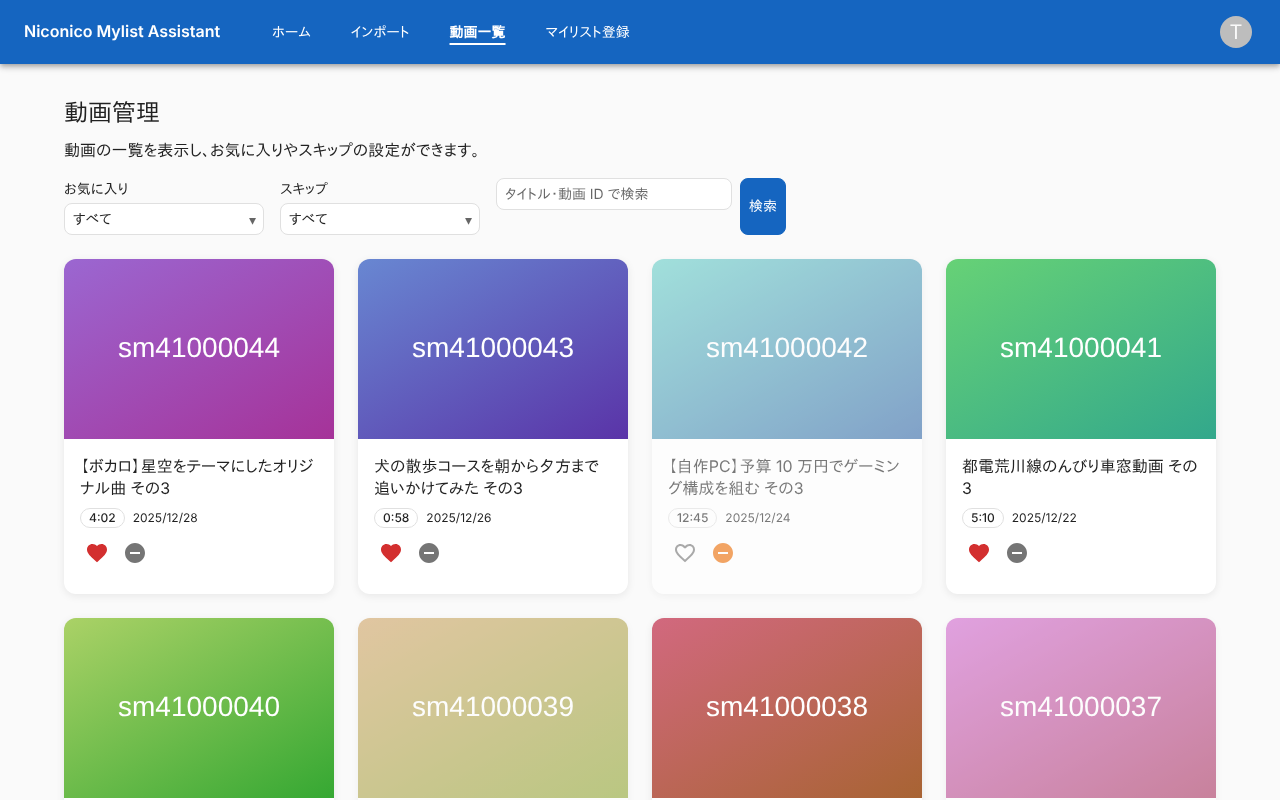 Niconico Mylist Assistant
ホーム
インポート
動画一覧
マイリスト登録
T
動画管理
動画の一覧を表示し、お気に入りやスキップの設定ができます。
お気に入り
スキップ
すべて
すべて
タイトル・動画 ID で検索
検索
sm41000044
sm41000043
sm41000042
sm41000041
【ボカロ】星空をテーマにしたオリジ
ナル曲 その3
4:02 2025/12/28
犬の散歩コースを朝から夕方まで
追いかけてみた その3
0:58 2025/12/26
【自作PC】予算 10 万円でゲーミン
グ構成を組む その3
12:45 2025/12/24
都電荒川線のんびり車窓動画 その
3
5:10 2025/12/22
sm41000040
sm41000039
sm41000038
sm41000037